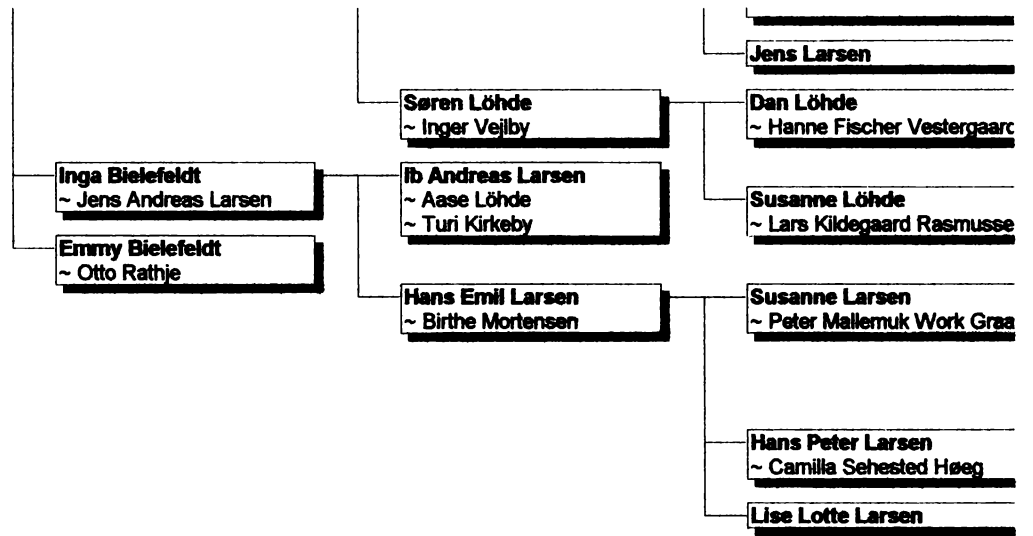 Jens Larsen
Søren Löhde
~ Inger Vejlby
Dan Löhde
~ Hanne Fischer Vestergaard
Inga Bielefeldt
~ Jens Andreas Larsen
Ib Andreas Larsen
~ Aase Löhde
~ Turi Kirkeby
Susanne Löhde
~ Lars Kildegaard Rasmusse
Emmy Bielefeldt
~ Otto Rathje
Hans Emil Larsen
~ Birthe Mortensen
Susanne Larsen
~ Peter Mallemuk Work Graa
Hans Peter Larsen
~ Camilla Sehested Høeg
Lise Lotte Larsen